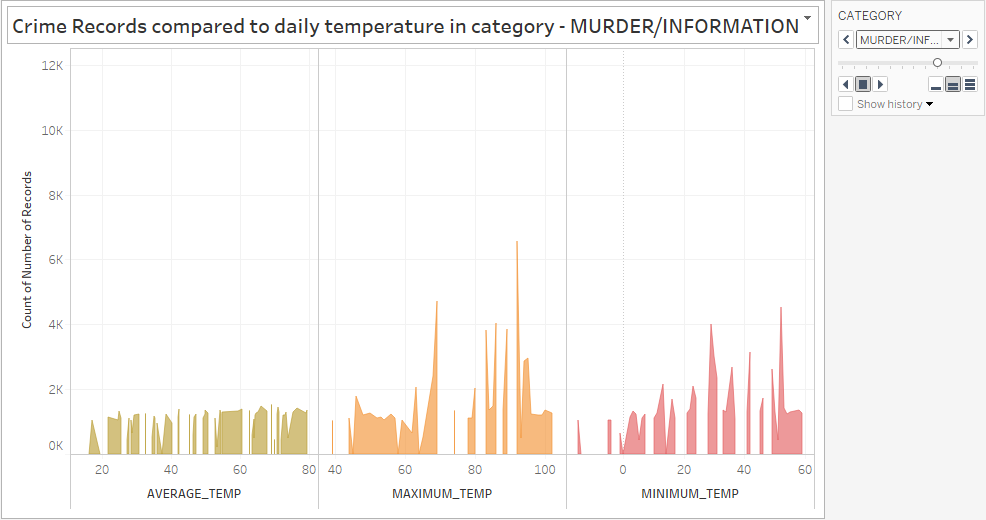 Crime Records compared to daily temperature in category - MURDER/INFORMATION
CATEGORY
MURDER/INF...
Show history
Count of Number of Records
12K
10K
8K
6K
4K
2K
0K
20 40 60 80
40 60 80 100
0 20 40 60
AVERAGE_TEMP
MAXIMUM_TEMP
MINIMUM_TEMP